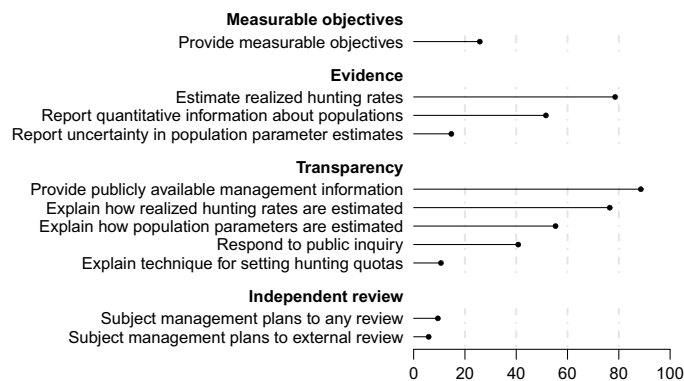 Measurable objectives
Provide measurable objectives
Evidence
Estimate realized hunting rates
Report quantitative information about populations
Report uncertainty in population parameter estimates
Transparency
Provide publicly available management information
Explain how realized hunting rates are estimated
Explain how population parameters are estimated
Respond to public inquiry
Explain technique for setting hunting quotas
Independent review
Subject management plans to any review
Subject management plans to external review
0 20 40 60 80 100